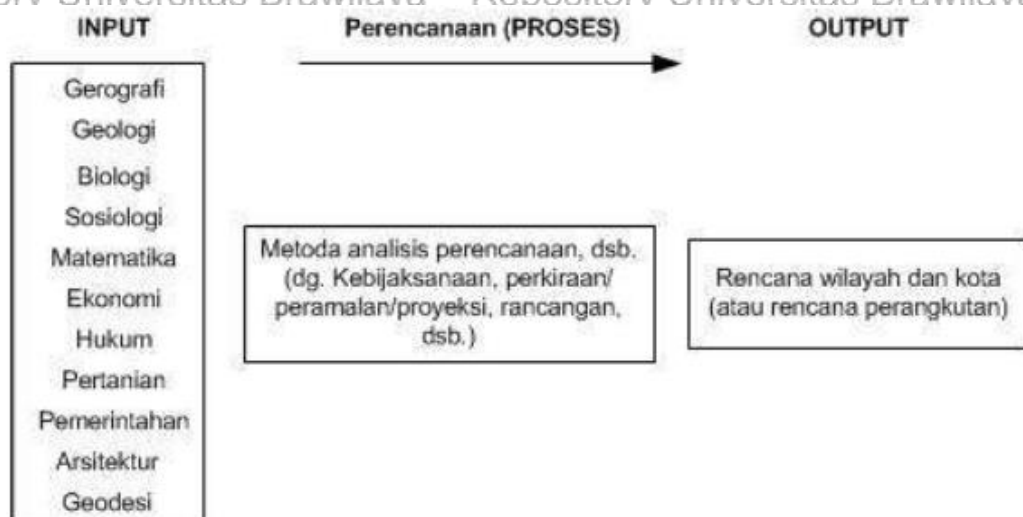 INPUT
Perencanaan (PROSES)
OUTPUT
Gerografi
Geologi
Biologi
Sosiologi
Matematika
Ekonomi
Hukum
Pertanian
Pemerintahan
Arsitektur
Geodesi
Metoda analisis perencanaan, dsb.
(dg. Kebijaksanaan, perkiraan/
peramalan/proyeksi, rancangan,
dsb.)
Rencana wilayah dan kota
(atau rencana perangkutan)